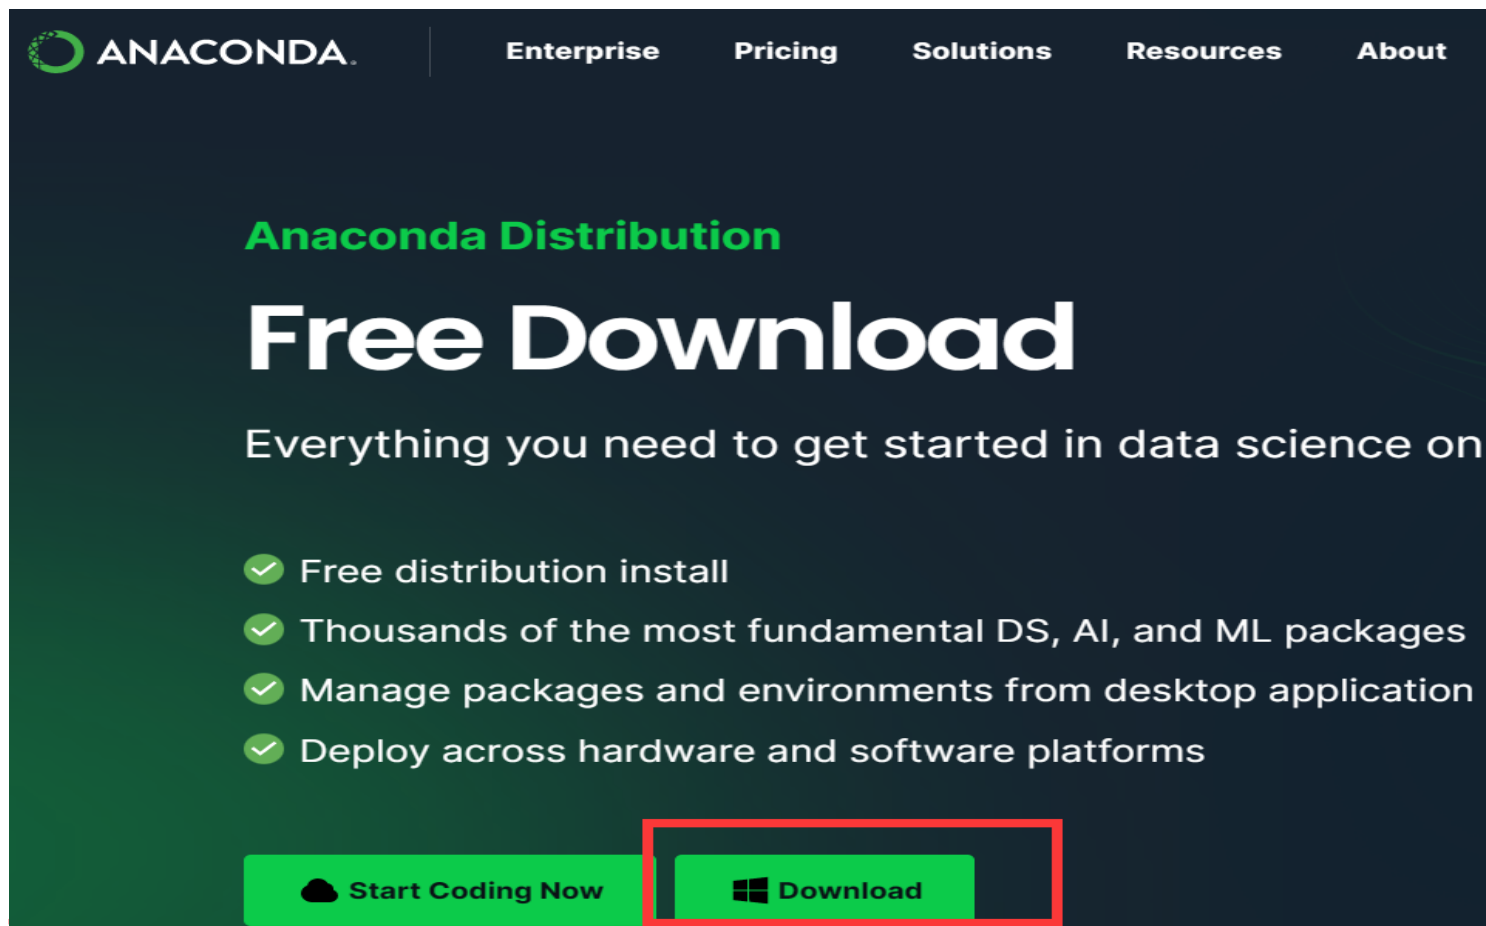 ANACONDA.
Enterprise Pricing Solutions Resources About
Anaconda Distribution
Free Download
Everything you need to get started in data science on
Free distribution install
Thousands of the most fundamental DS, AI, and ML packages
Manage packages and environments from desktop application
Deploy across hardware and software platforms
Start Coding Now
Download